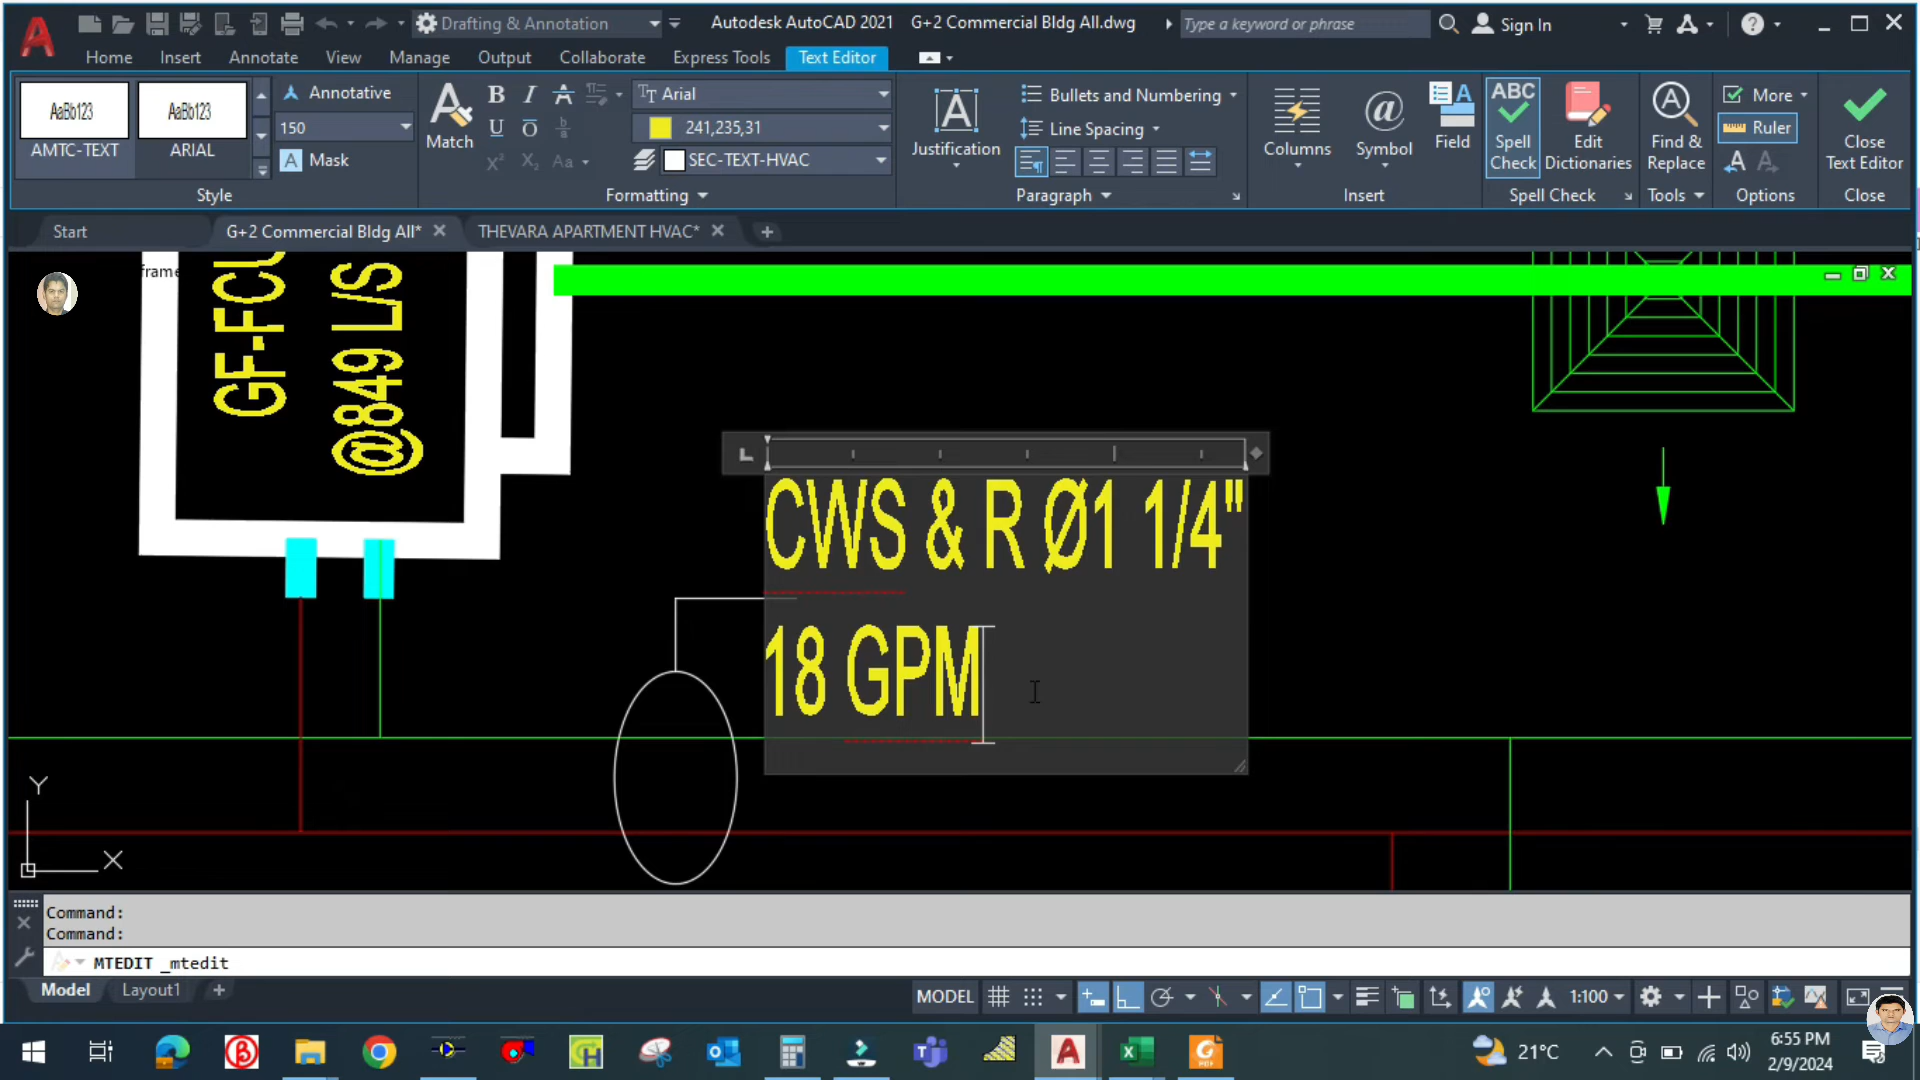 Drafting & Annotation
Autodesk AutoCAD 2021
G+2 Commercial Bldg All.dwg
Type a keyword or phrase
Sign In
Home
Insert
Annotate
View
Manage
Output
Collaborate
Express Tools
Text Editor
AaBb123
AMTC-TEXT
AaBb123
ARIAL
Annotative
150
Mask
Style
Match
Arial
241,235,31
SEC-TEXT-HVAC
Formatting
Justification
Bullets and Numbering
Line Spacing
Paragraph
Columns
Symbol
Field
Insert
ABC
Spell
Check
Edit
Dictionaries
Spell Check
Find &
Replace
Tools
More
Ruler
Options
Close
Text Editor
Close
Start
G+2 Commercial Bldg All*
THEVARA APARTMENT HVAC*
frame
GF-FCU
@849 L/S
CWS & R Ø1 1/4"
18 GPM
Y
X
Command:
Command:
MTEDIT _mtedit
Model
Layout1
MODEL
1:100
21°C
6:55 PM
2/9/2024